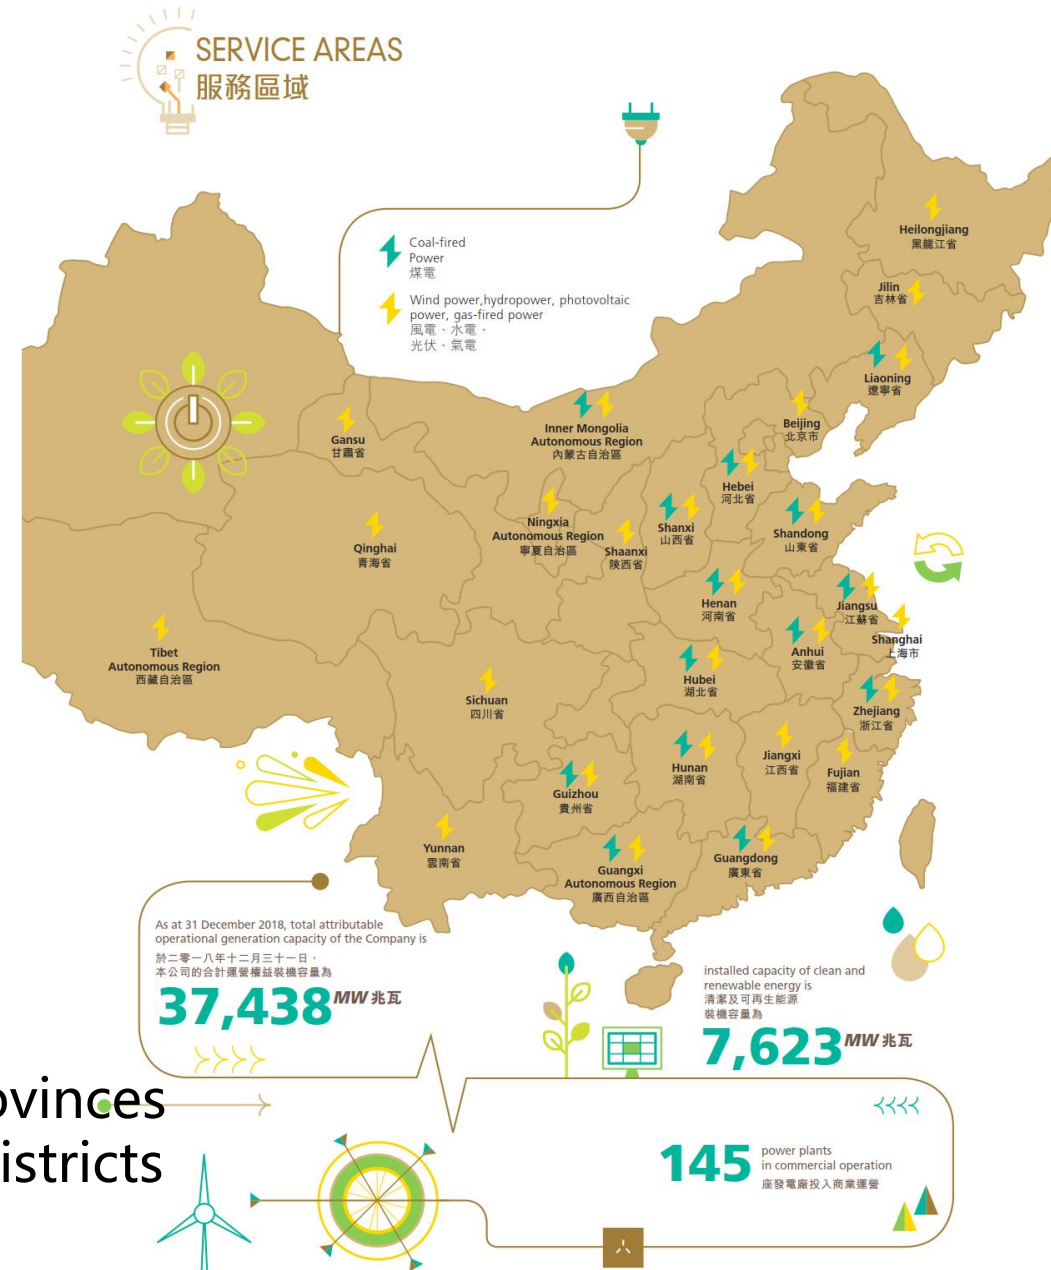 SERVICE AREAS
服務區域
Coal-fired
Power
煤電
Wind power,hydropower, photovoltaic
power, gas-fired power
風電、水電、
光伏、氣電
Heilongjiang
黑龍江省
Jilin
吉林省
Liaoning
遼寧省
Beijing
北京市
Inner Mongolia
Autonomous Region
內蒙古自治區
Gansu
甘肅省
Hebei
河北省
Ningxia
Autonomous Region
寧夏自治區
Shanxi
山西省
Shandong
山東省
Qinghai
青海省
Shaanxi
陝西省
Henan
河南省
Jiangsu
江蘇省
Shanghai
上海市
Tibet
Autonomous Region
西藏自治區
Anhui
安徽省
Hubei
湖北省
Sichuan
四川省
Zhejiang
浙江省
Hunan
湖南省
Jiangxi
江西省
Fujian
福建省
Guizhou
貴州省
Yunnan
雲南省
Guangdong
廣東省
Guangxi
Autonomous Region
廣西自治區
As at 31 December 2018, total attributable
operational generation capacity of the Company is
於二零一八年十二月三十一日，
本公司的合計運營權益裝機容量為
37,438 MW 兆瓦
installed capacity of clean and
renewable energy is
清潔及可再生能源
裝機容量為
7,623 MW 兆瓦
ovinces
istricts
145
power plants
in commercial operation
座發電廠投入商業運營